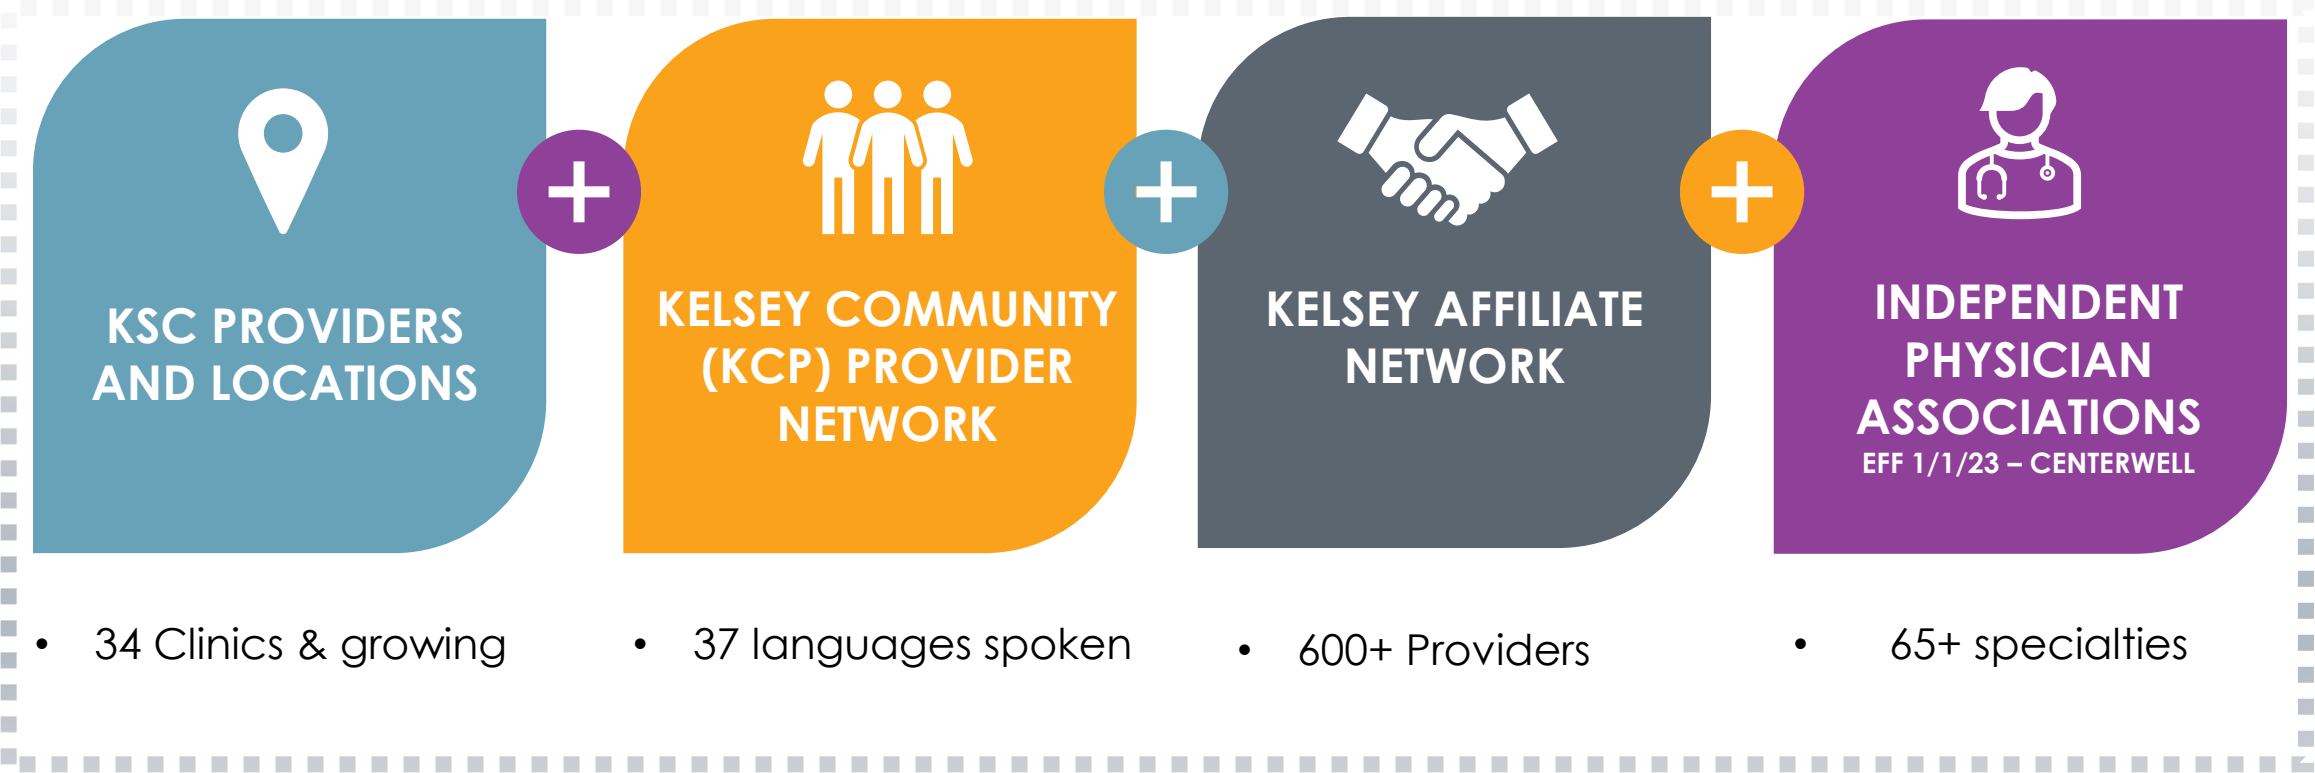 KSC PROVIDERS
AND LOCATIONS
KELSEY COMMUNITY
(KCP) PROVIDER
NETWORK
KELSEY AFFILIATE
NETWORK
INDEPENDENT
PHYSICIAN
ASSOCIATIONS
EFF 1/1/23 – CENTERWELL
• 34 Clinics & growing
• 37 languages spoken
• 600+ Providers
• 65+ specialties